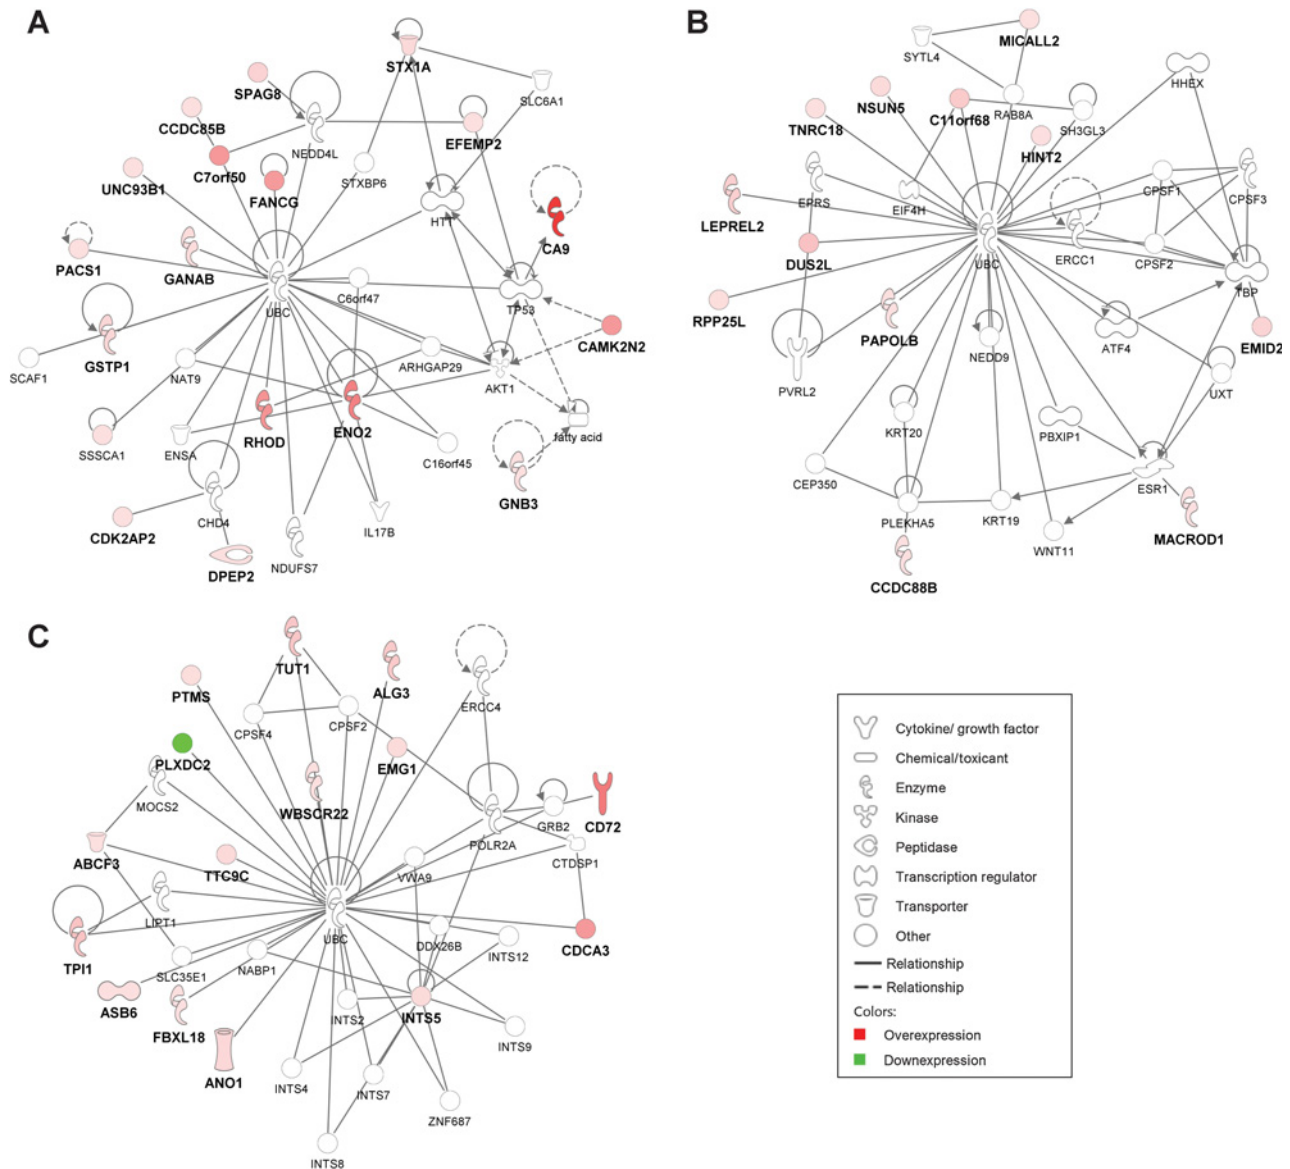 A
STX1A
SPAG8
SLC6A1
CCDC85B
NEDD4L
EFEMP2
C7orf50
STXBP6
UNC93B1
FANCG
HTT
CA9
PACS1
GANAB
C6orf47
TP53
UBC
CAMK2N2
SCAF1
GSTP1
NAT9
ARHGAP29
AKT1
RHOD
ENO2
fatty acid
SSSCA1
ENSA
C16orf45
GNB3
CHD4
IL17B
CDK2AP2
NDUFS7
DPEP2
B
MICALL2
SYTL4
HHEX
NSUN5
C11orf68
RAB8A
TNRC18
SH3GL3
HINT2
CPSF1
CPSF3
EPRS
EIF4H
LEPREL2
UBC
ERCC1
CPSF2
DUS2L
TBP
RPP25L
PAPOLB
NEDD9
ATF4
EMID2
PVRL2
UXT
KRT20
PBXIP1
CEP350
ESR1
PLEKHA5
KRT19
WNT11
MACROD1
CCDC88B
C
TUT1
PTMS
ALG3
ERCC4
CPSF4
CPSF2
PLXDC2
EMG1
MOCS2
WBSCR22
CD72
POLR2A
GRB2
ABCF3
TTC9C
VWA9
CTDSP1
LIPT1
UBC
DDX26B
CDCA3
TPI1
SLC35E1
NABP1
INTS12
ASB6
FBXL18
INTS2
INTS5
INTS9
ANO1
INTS4
INTS7
ZNF687
INTS8
Cytokine/ growth factor
Chemical/toxicant
Enzyme
Kinase
Peptidase
Transcription regulator
Transporter
Other
Relationship
Relationship
Colors:
Overexpression
Downexpression